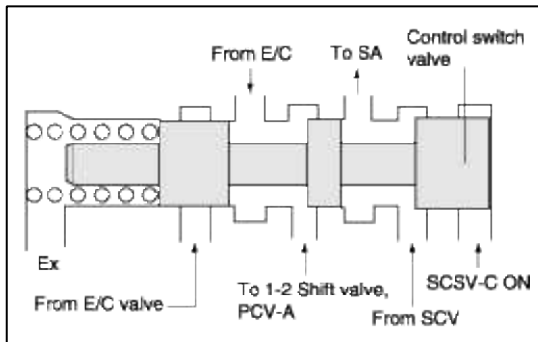 From E/C
To SA
Control switch
valve
Ex
From E/C valve
To 1-2 Shift valve,
PCV-A
From SCV
SCSV-C ON